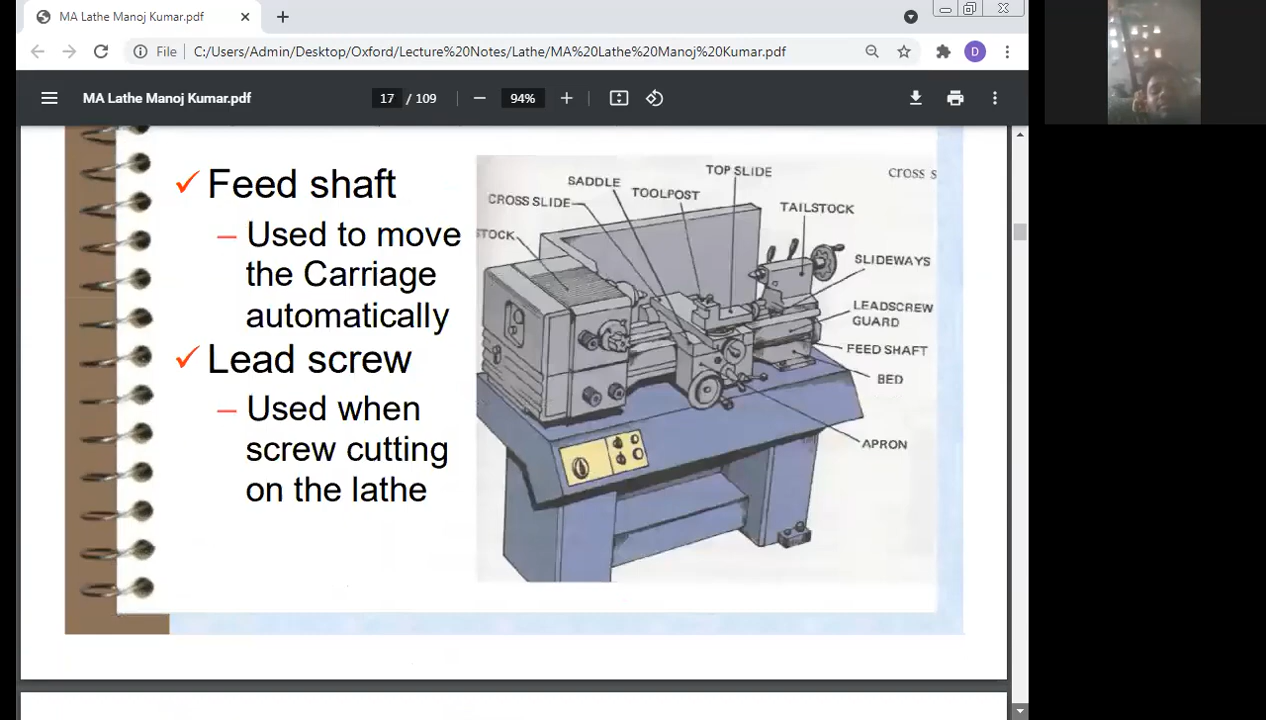 MA Lathe Manoj Kumar.pdf
File
C:/Users/Admin/Desktop/Oxford/Lecture%20Notes/Lathe/MA%20Lathe%20Manoj%20Kumar.pdf
D
MA Lathe Manoj Kumar.pdf
17 / 109
94%
✓ Feed shaft
– Used to move
the Carriage
automatically
✓ Lead screw
– Used when
screw cutting
on the lathe
TOP SLIDE
CROSS S
SADDLE
TOOLPOST
CROSS SLIDE
TAILSTOCK
STOCK
SLIDEWAYS
LEADSCREW
GUARD
FEED SHAFT
BED
APRON